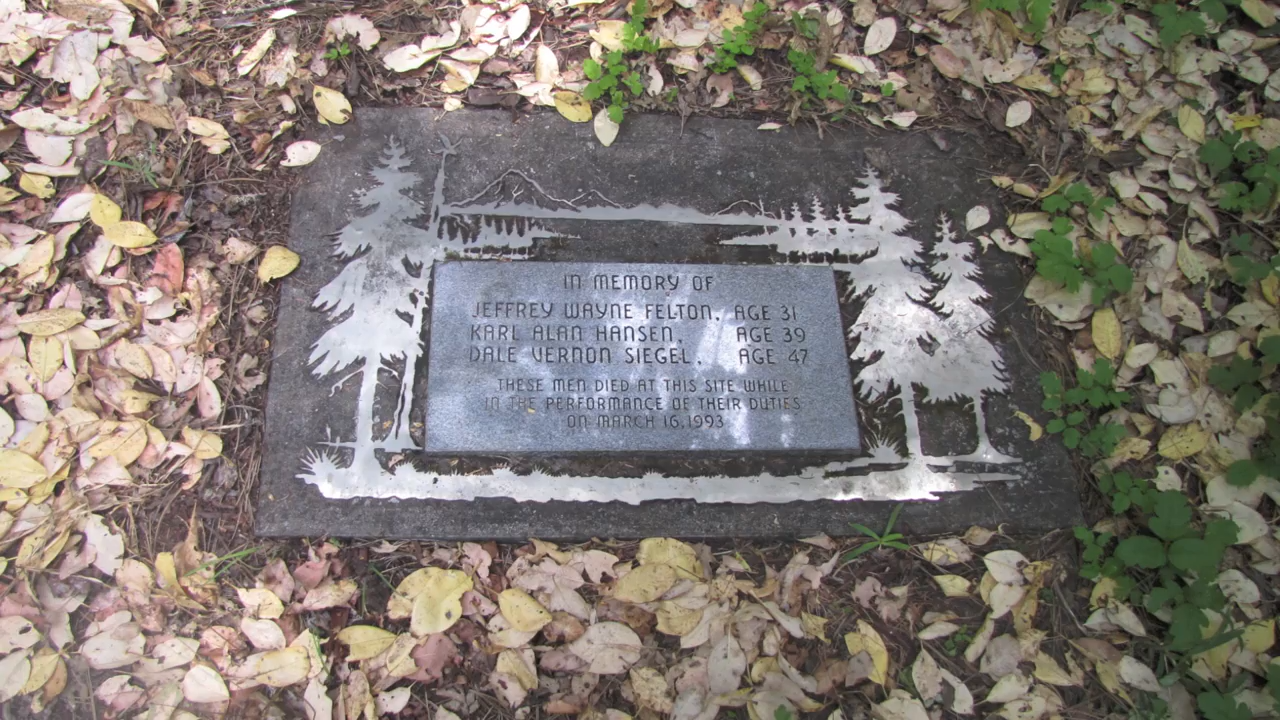 IN MEMORY OF
JEFFREY WAYNE FELTON, AGE 31
KARL ALAN HANSEN, AGE 39
DALE VERNON SIEGEL, AGE 47
THESE MEN DIED AT THIS SITE WHILE
IN THE PERFORMANCE OF THEIR DUTIES
ON MARCH 16, 1993